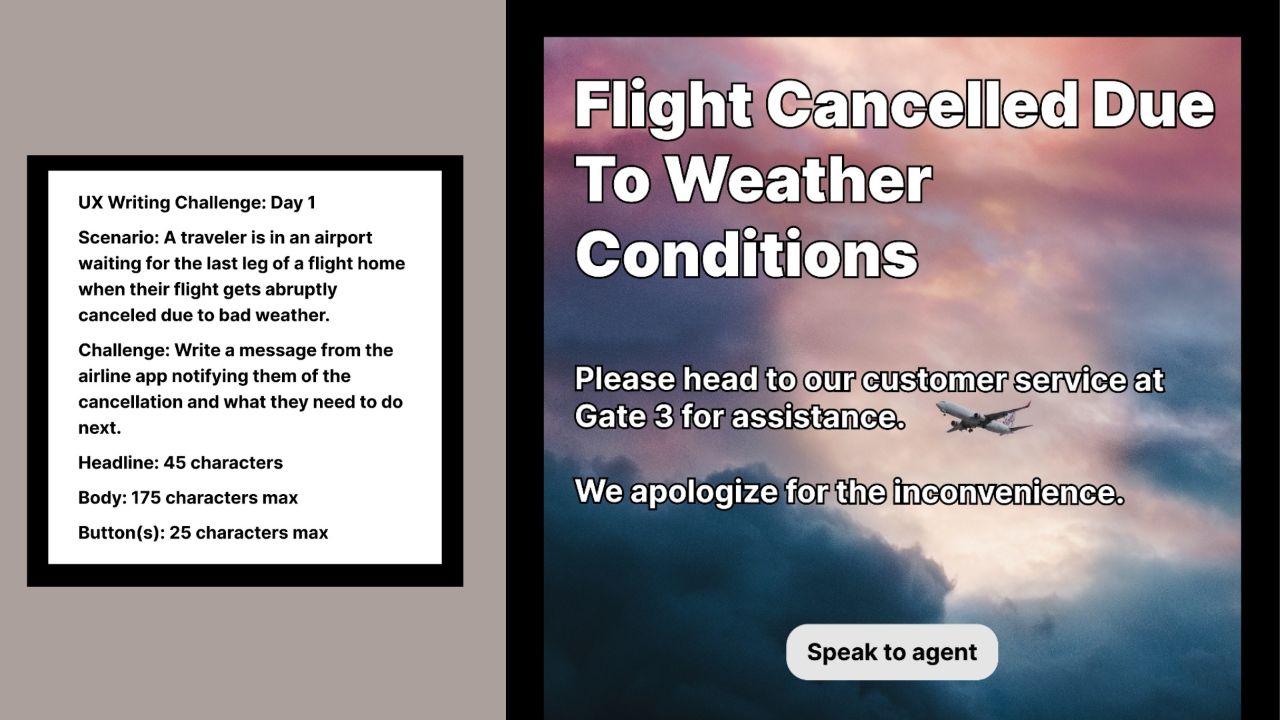 UX Writing Challenge: Day 1
Scenario: A traveler is in an airport
waiting for the last leg of a flight home
when their flight gets abruptly
canceled due to bad weather.
Challenge: Write a message from the
airline app notifying them of the
cancellation and what they need to do
next.
Headline: 45 characters
Body: 175 characters max
Button(s): 25 characters max
Flight Cancelled Due
To Weather
Conditions
Please head to our customer service at
Gate 3 for assistance.
We apologize for the inconvenience.
Speak to agent